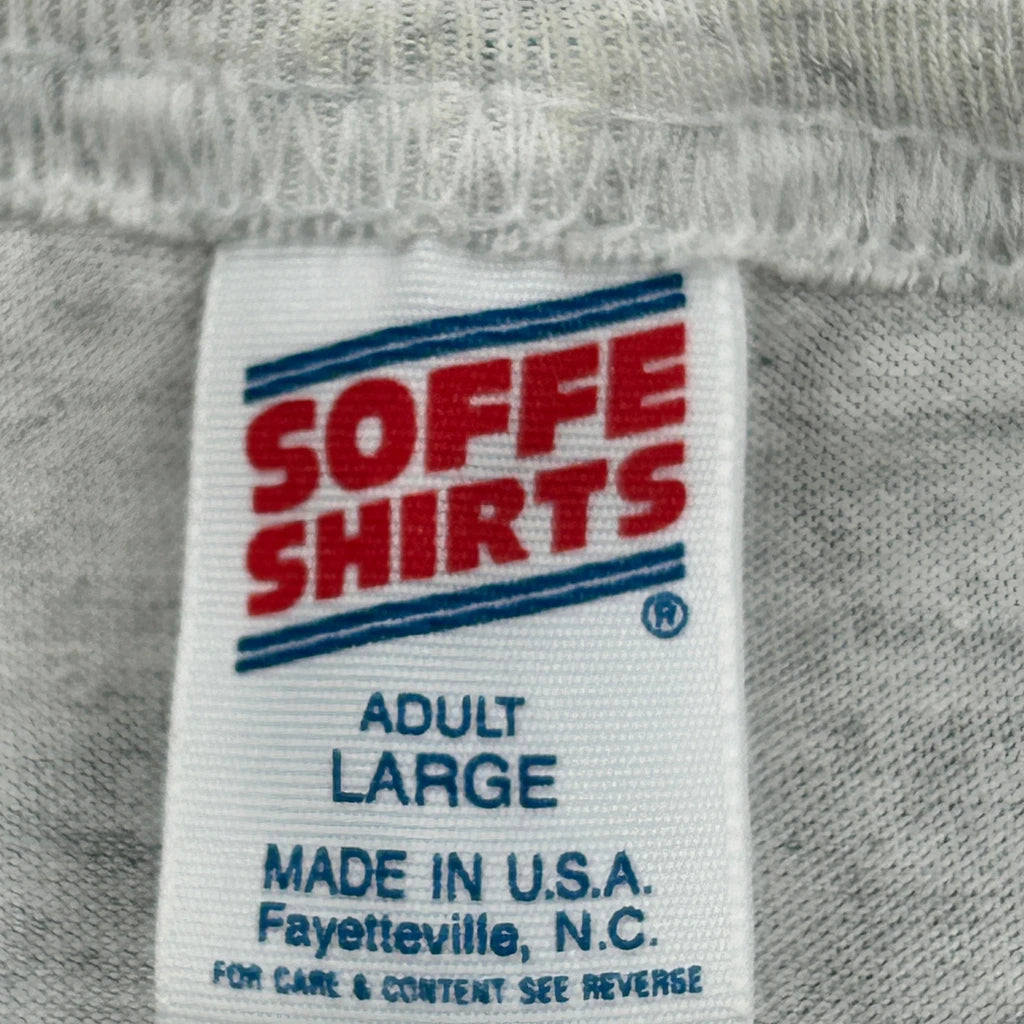 SOFFE
SHIRTS
®
ADULT
LARGE
MADE IN U.S.A.
Fayetteville, N.C.
FOR CARE & CONTENT SEE REVERSE